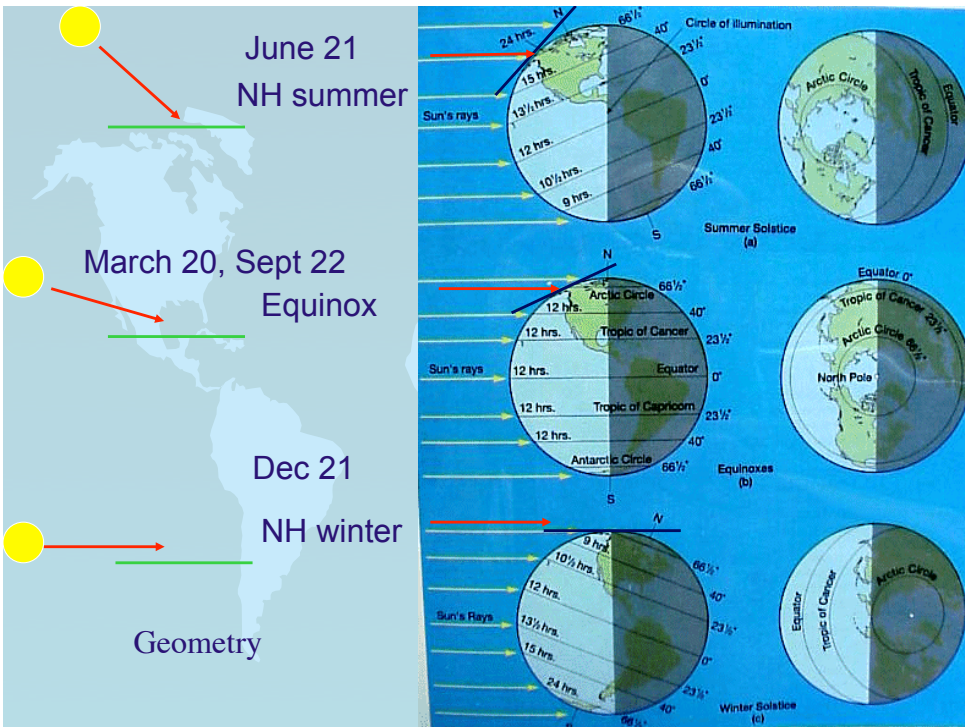 June 21
NH summer
March 20, Sept 22
Equinox
Dec 21
NH winter
Geometry
N
66½°
40°
23½°
0°
23½°
40°
66½°
S
Circle of illumination
24 hrs.
15 hrs.
13½ hrs.
Sun's rays
12 hrs.
10½ hrs.
9 hrs.
Arctic Circle
Tropic of Cancer
Summer Solstice
(a)
N
66½°
Arctic Circle
12 hrs.
40°
12 hrs.
Tropic of Cancer
23½°
Sun's rays
12 hrs.
Equator
0°
12 hrs.
Tropic of Capricorn
23½°
12 hrs.
40°
Antarctic Circle
66½°
S
Equator 0°
Tropic of Cancer 23½°
Arctic Circle 66½°
North Pole
Equinoxes
(b)
N
9 hrs.
66½°
10½ hrs.
40°
12 hrs.
23½°
Sun's Rays
13½ hrs.
0°
15 hrs.
23½°
24 hrs.
40°
66½°
Equator
Tropic of Cancer
Arctic Circle
Winter Solstice
(c)